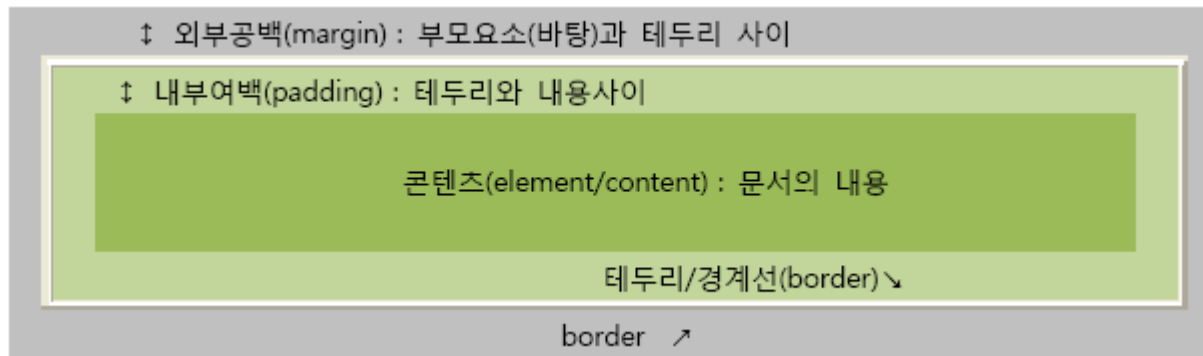 ↕ 외부공백(margin) : 부모요소(바탕)과 테두리 사이
↕ 내부여백(padding) : 테두리와 내용사이
콘텐츠(element/content) : 문서의 내용
테두리/경계선(border)↘
border ↗